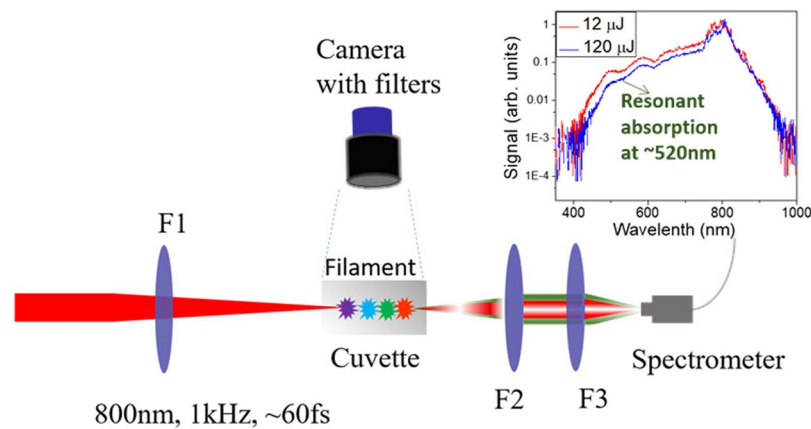 Camera
with filters
F1
Filament
Cuvette
800nm, 1kHz, ~60fs
F2
F3
Spectrometer
12 μJ
120 μJ
Signal (arb. units)
1
0.1
0.01
1E-3
1E-4
Resonant
absorption
at ~520nm
400
600
800
1000
Wavelenth (nm)